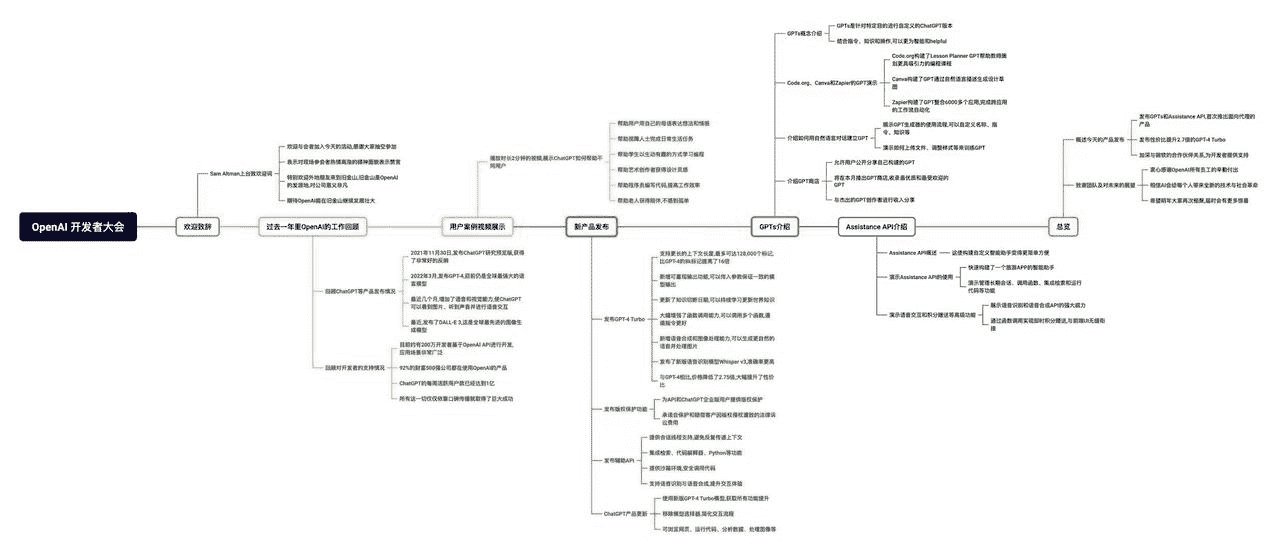 OpenAI 开发者大会
欢迎致辞
Sam Altman上台致欢迎词
欢迎与会者加入今天的活动,感谢大家抽空参加
表示对现场参会者热情高涨的精神面貌表示赞赏
特别欢迎外地朋友来到旧金山,旧金山是OpenAI
的发源地,对公司意义非凡
期待OpenAI能在旧金山继续发展壮大
过去一年里OpenAI的工作回顾
回顾ChatGPT等产品发布情况
2021年11月30日,发布ChatGPT研究预览版,获得
了非常好的反响
2022年3月,发布GPT-4,目前仍是全球最强大的语
言模型
最近几个月,增加了语音和视觉能力,使ChatGPT
可以看到图片、听到声音并进行语音交互
最近,发布了DALL-E 3,这是全球最先进的图像生
成模型
回顾对开发者的支持情况
目前约有200万开发者基于OpenAI API进行开发,
应用场景非常广泛
92%的财富500强公司都在使用OpenAI的产品
ChatGPT的每周活跃用户数已经达到1亿
所有这一切仅仅依靠口碑传播就取得了巨大成功
用户案例视频展示
播放时长2分钟的视频,展示ChatGPT如何帮助不
同用户
帮助用户用自己的母语表达想法和情感
帮助视障人士完成日常生活任务
帮助学生以生动有趣的方式学习编程
帮助艺术创作者获得设计灵感
帮助程序员编写代码,提高工作效率
帮助老人获得陪伴,不感到孤单
新产品发布
发布GPT-4 Turbo
支持更长的上下文长度,最多可达128,000个标记,
比GPT-4的8k标记提高了16倍
新增可重现输出功能,可以传入参数保证一致的模
型输出
更新了知识切断日期,可以持续学习更新世界知识
大幅增强了函数调用能力,可以调用多个函数,遵
循指令更好
新增语音合成和图像处理能力,可以生成更自然的
语音并处理图片
发布了新版语音识别模型Whisper v3,准确率更高
与GPT-4相比,价格降低了2.75倍,大幅提升了性价
比
发布版权保护功能
为API和ChatGPT企业版用户提供版权保护
承诺会保护和赔偿客户因版权侵权遭致的法律诉
讼费用
发布辅助API
提供会话线程支持,避免反复传递上下文
集成检索、代码解释器、Python等功能
提供沙箱环境,安全调用代码
支持语音识别与语音合成,提升交互体验
ChatGPT产品更新
使用新版GPT-4 Turbo模型,获取所有功能提升
移除模型选择器,简化交互流程
可浏览网页、运行代码、分析数据、处理图像等
GPTs介绍
GPTs概念介绍
GPTs是针对特定目的进行自定义的ChatGPT版本
结合指令、知识和操作,可以更为智能和helpful
Code.org、Canva和Zapier的GPT演示
Code.org构建了Lesson Planner GPT帮助教师策
划更具吸引力的编程课程
Canva构建了GPT通过自然语言描述生成设计草
图
Zapier构建了GPT整合6000多个应用,完成跨应用
的工作流自动化
介绍如何用自然语言对话建立GPT
展示GPT生成器的使用流程,可以自定义名称、指
令、知识等
演示如何上传文件、调整样式等来训练GPT
介绍GPT商店
允许用户公开分享自己构建的GPT
将在本月推出GPT商店,收录最优质和最受欢迎的
GPT
与杰出的GPT创作者进行收入分享
Assistance API介绍
Assistance API概述
这使构建自定义智能助手变得更简单方便
演示Assistance API的使用
快速构建了一个旅游APP的智能助手
演示管理长期会话、调用函数、集成检索和运行
代码等功能
演示语音交互和积分赠送等高级功能
展示语音识别和语音合成API的强大威力
通过函数调用实现即时积分赠送,与前端UI无缝衔
接
总览
概述今天的产品发布
发布GPTs和Assistance API,首次推出面向代理的
产品
发布性价比提升2.7倍的GPT-4 Turbo
加深与微软的合作伙伴关系,为开发者提供支持
致谢团队及对未来的展望
衷心感谢OpenAI所有员工的辛勤付出
相信AI会给每个人带来全新的技术与社会革命
希望明年大家再次相聚,届时会有更多惊喜